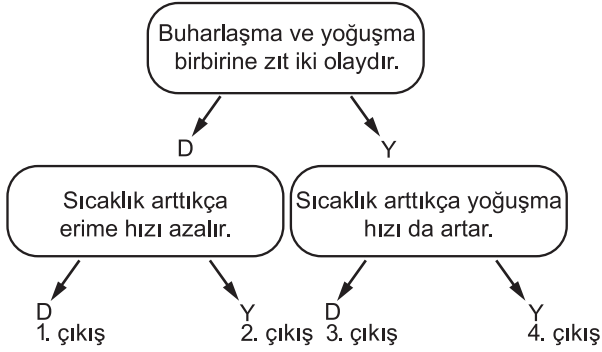 Buharlaşma ve yoğuşma
birbirine zıt iki olaydır.
D
Y
Sıcaklık arttıkça
erime hızı azalır.
Sıcaklık arttıkça yoğuşma
hızı da artar.
D
1. çıkış
Y
2. çıkış
D
3. çıkış
Y
4. çıkış